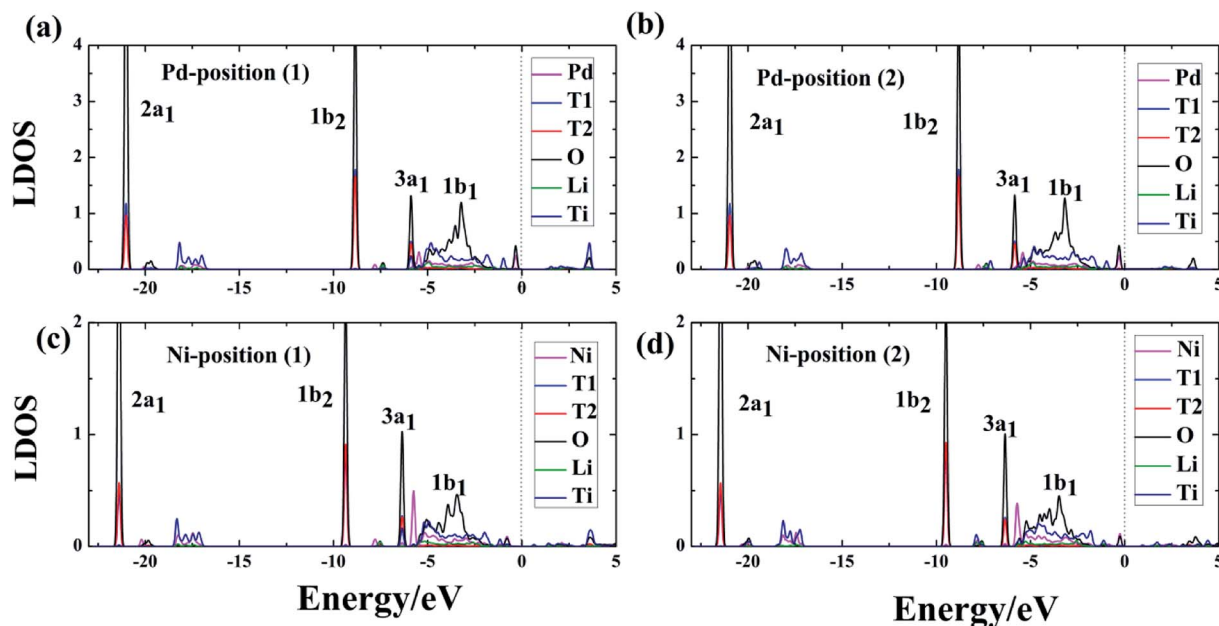 (a)
LDOS
4
3
2
1
0
Pd-position (1)
2a1
1b2
3a1
1b1
Pd
T1
T2
O
Li
Ti
-20 -15 -10 -5 0 5
(b)
4
3
2
1
0
Pd-position (2)
2a1
1b2
3a1
1b1
Pd
T1
T2
O
Li
Ti
-20 -15 -10 -5 0 5
(c)
LDOS
2
1
0
Ni-position (1)
2a1
1b2
3a1
1b1
Ni
T1
T2
O
Li
Ti
-20 -15 -10 -5 0 5
Energy/eV
(d)
2
1
0
Ni-position (2)
2a1
1b2
3a1
1b1
Ni
T1
T2
O
Li
Ti
-20 -15 -10 -5 0 5
Energy/eV